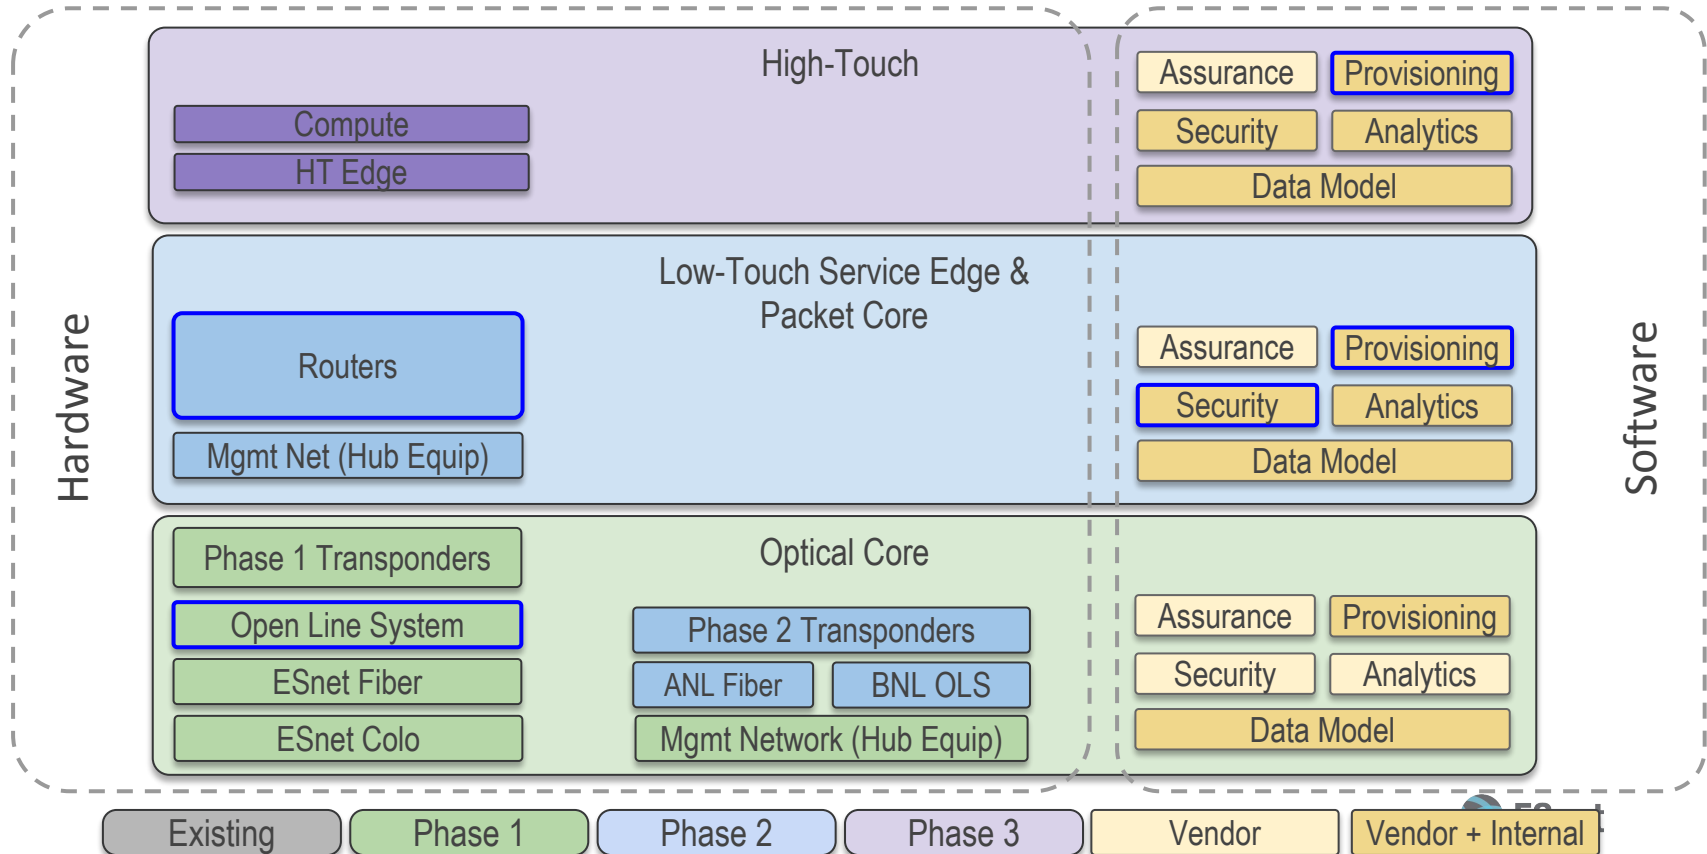 High-Touch
Compute
HT Edge
Assurance
Provisioning
Security
Analytics
Data Model
Hardware
Low-Touch Service Edge &
Packet Core
Routers
Mgmt Net (Hub Equip)
Assurance
Provisioning
Security
Analytics
Data Model
Software
Optical Core
Phase 1 Transponders
Open Line System
ESnet Fiber
ESnet Colo
Phase 2 Transponders
ANL Fiber
BNL OLS
Mgmt Network (Hub Equip)
Assurance
Provisioning
Security
Analytics
Data Model
Existing
Phase 1
Phase 2
Phase 3
Vendor
Vendor + Internal